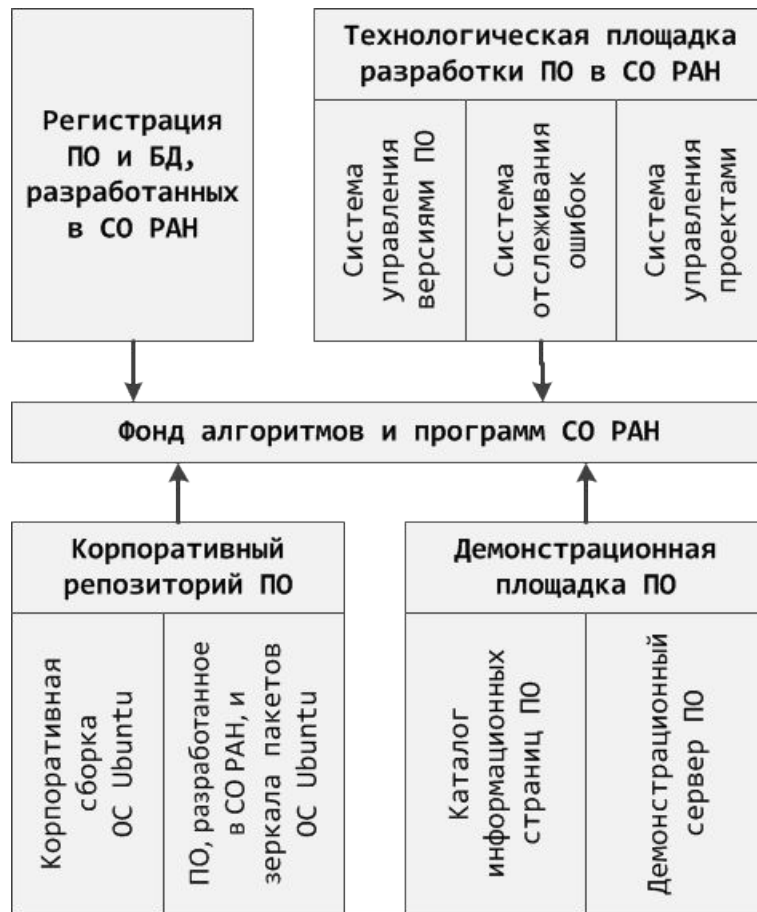 Регистрация
ПО и БД,
разработанных
в СО РАН
Технологическая площадка
разработки ПО в СО РАН
Система
управления
версиями ПО
Система
отслеживания
ошибок
Система
управления
проектами
Фонд алгоритмов и программ СО РАН
Корпоративный
репозиторий ПО
Корпоративная
сборка
ОС Ubuntu
ПО, разработанное
в СО РАН, и
зеркала пакетов
ОС Ubuntu
Демонстрационная
площадка ПО
Каталог
информационных
страниц ПО
Демонстрационный
сервер ПО